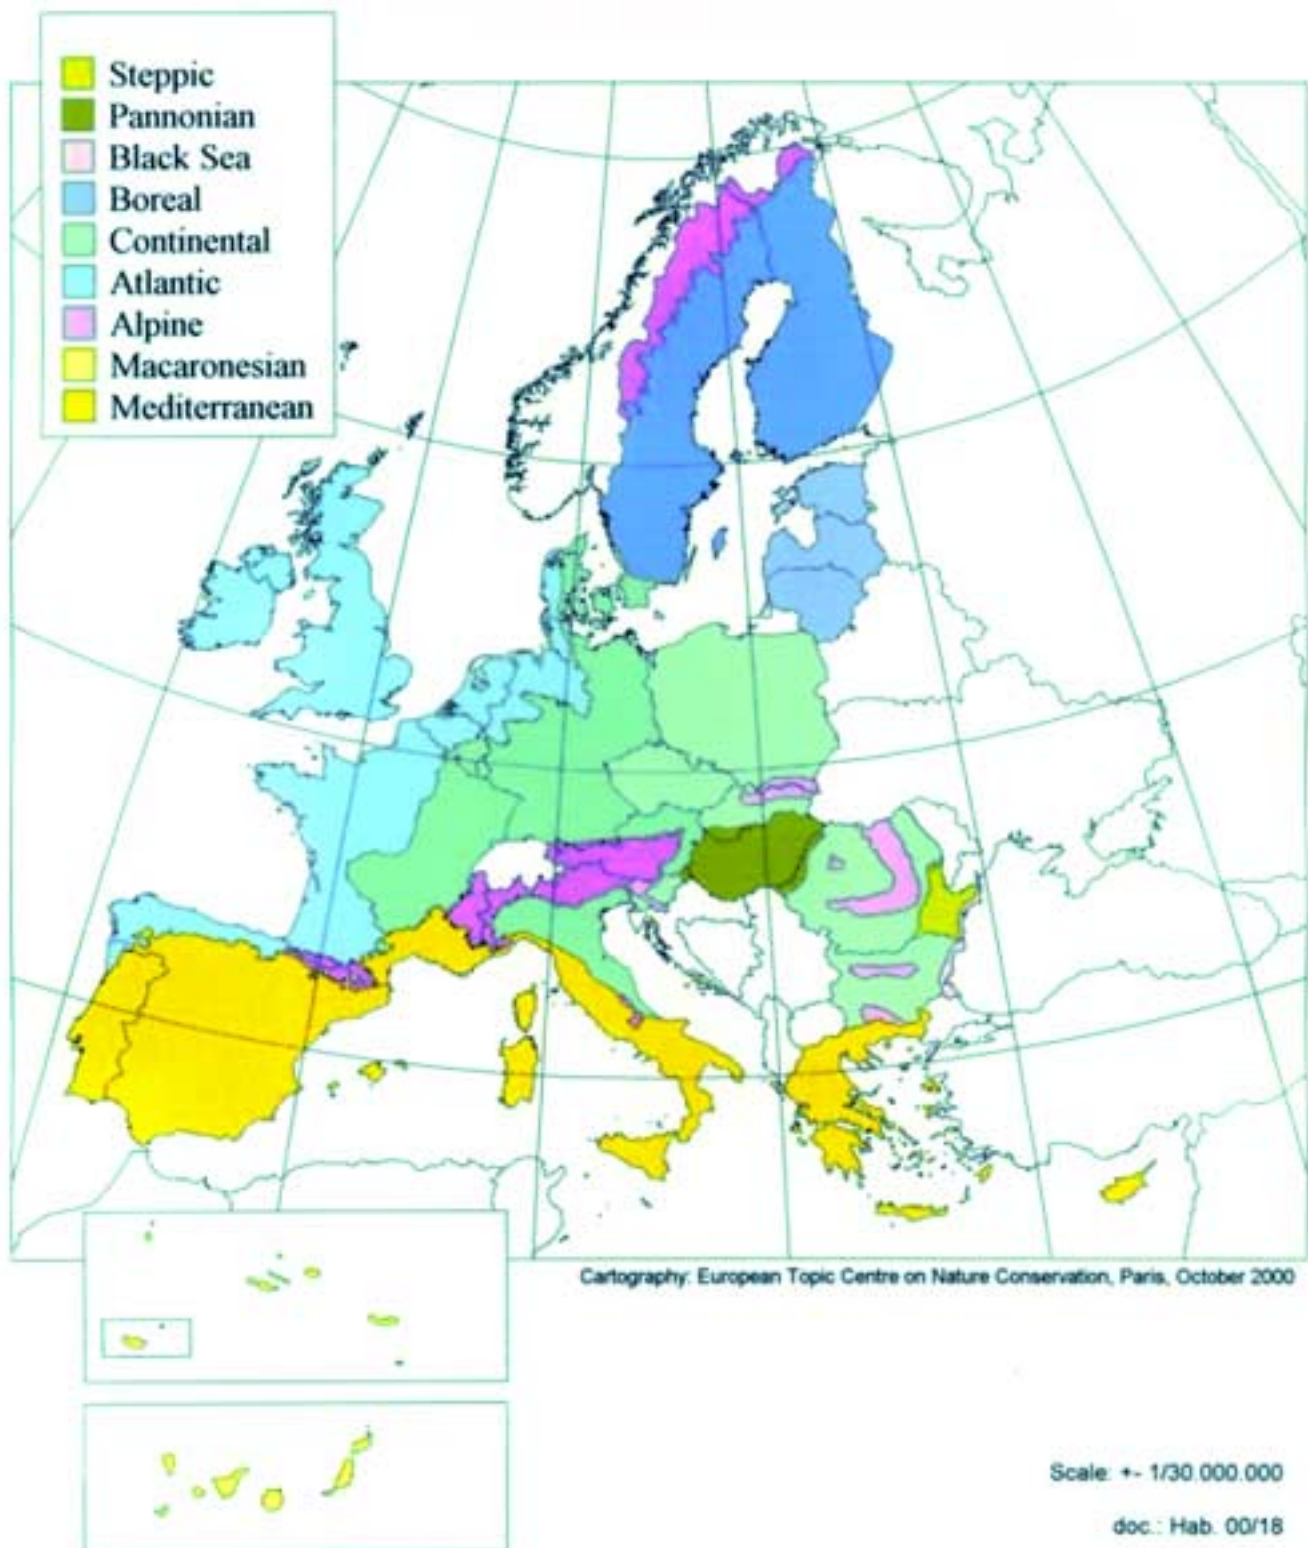 Steppic
Pannonian
Black Sea
Boreal
Continental
Atlantic
Alpine
Macaronesian
Mediterranean
Cartography: European Topic Centre on Nature Conservation, Paris, October 2000
Scale: +- 1/30.000.000
doc.: Hab. 00/18